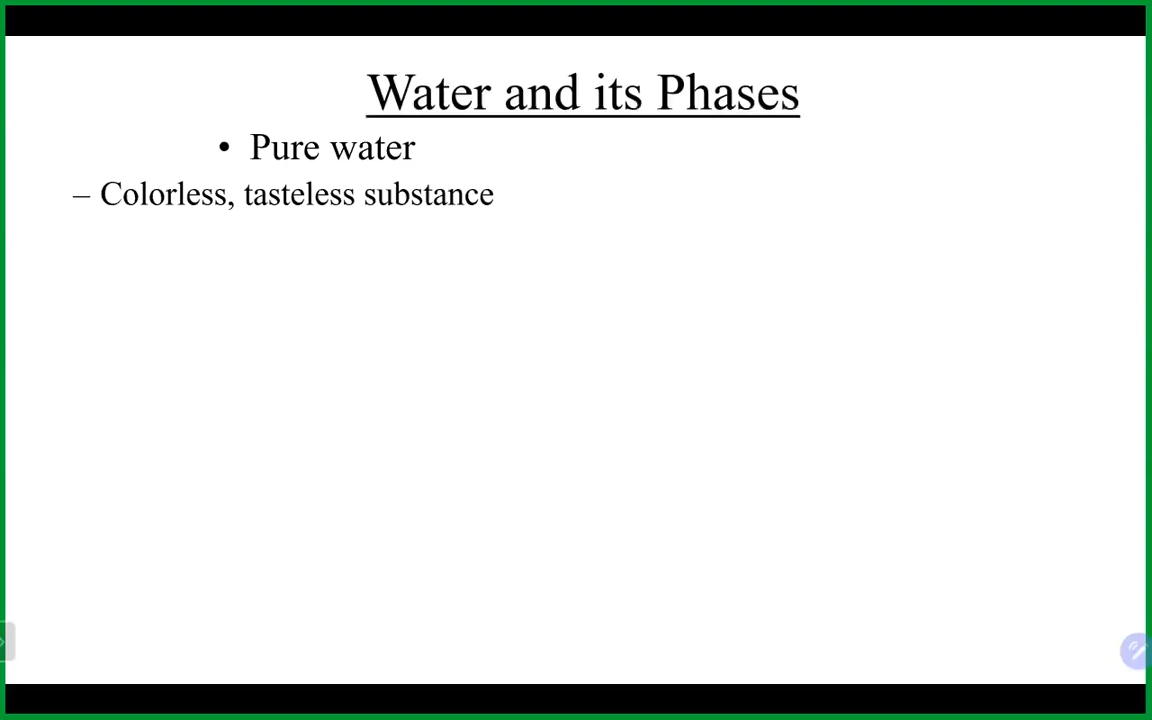 Water and its Phases
• Pure water
– Colorless, tasteless substance